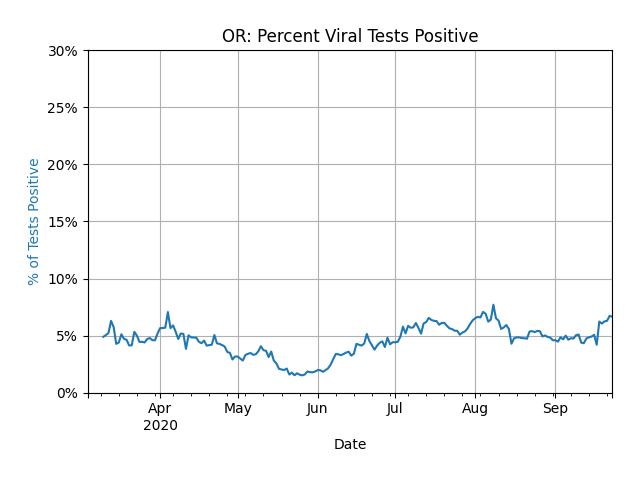 OR: Percent Viral Tests Positive
30%
25%
20%
15%
10%
5%
0%
% of Tests Positive
Apr May Jun Jul Aug Sep
2020
Date